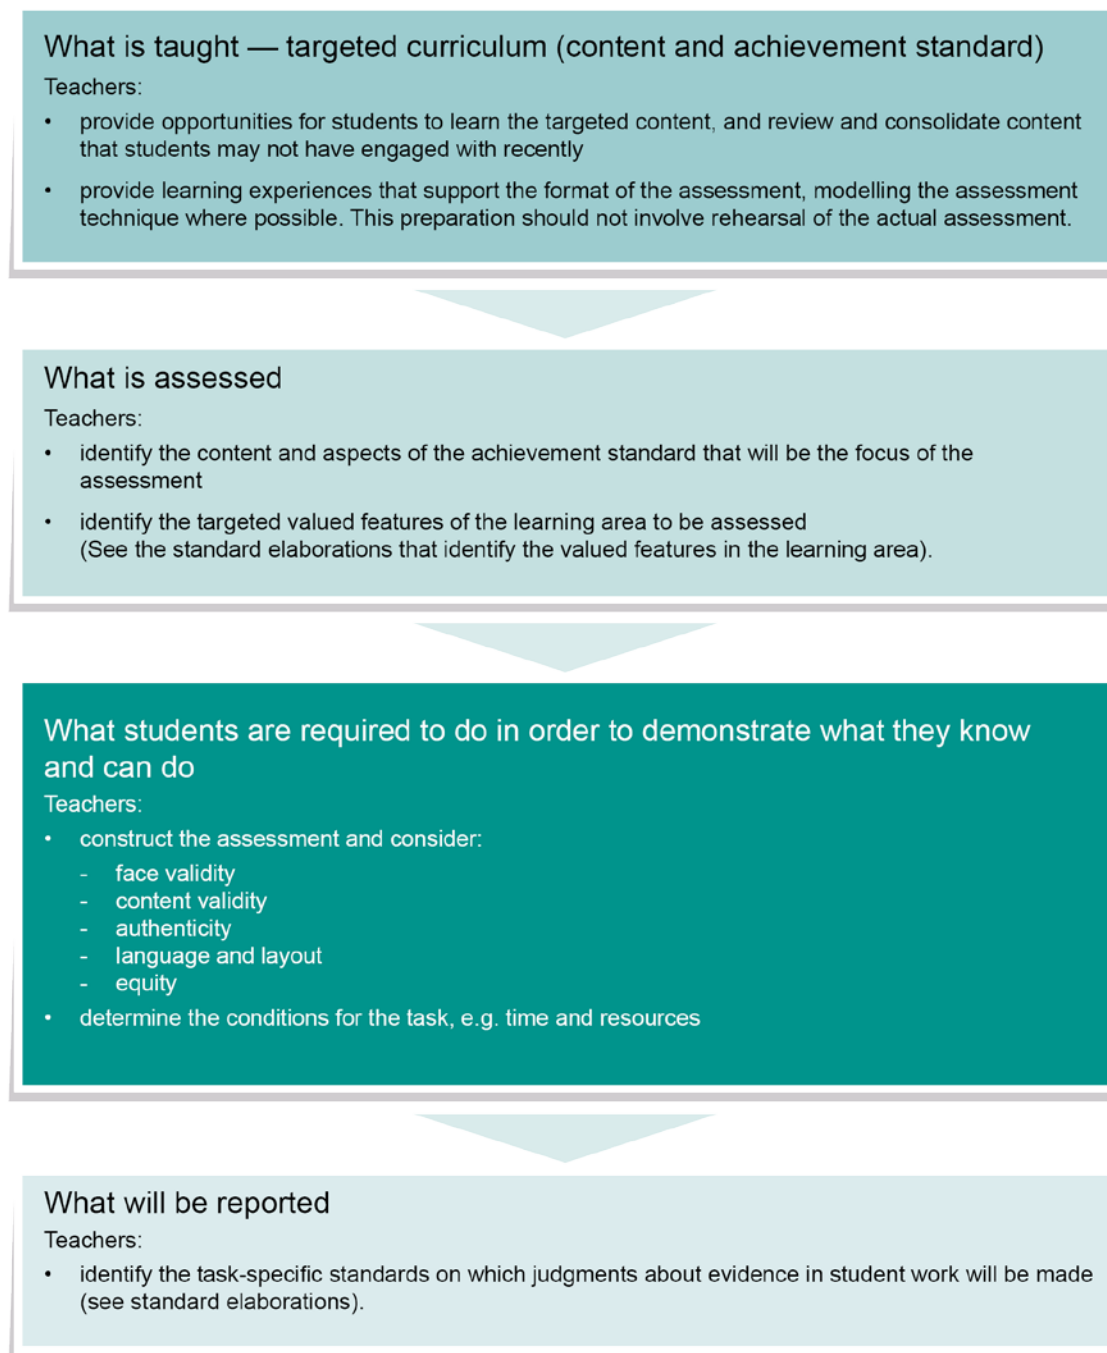 What is taught — targeted curriculum (content and achievement standard)
Teachers:
• provide opportunities for students to learn the targeted content, and review and consolidate content
that students may not have engaged with recently
• provide learning experiences that support the format of the assessment, modelling the assessment
technique where possible. This preparation should not involve rehearsal of the actual assessment.
What is assessed
Teachers:
• identify the content and aspects of the achievement standard that will be the focus of the
assessment
• identify the targeted valued features of the learning area to be assessed
(See the standard elaborations that identify the valued features in the learning area).
What students are required to do in order to demonstrate what they know
and can do
Teachers:
• construct the assessment and consider:
- face validity
- content validity
- authenticity
- language and layout
- equity
• determine the conditions for the task, e.g. time and resources
What will be reported
Teachers:
• identify the task-specific standards on which judgments about evidence in student work will be made
(see standard elaborations).